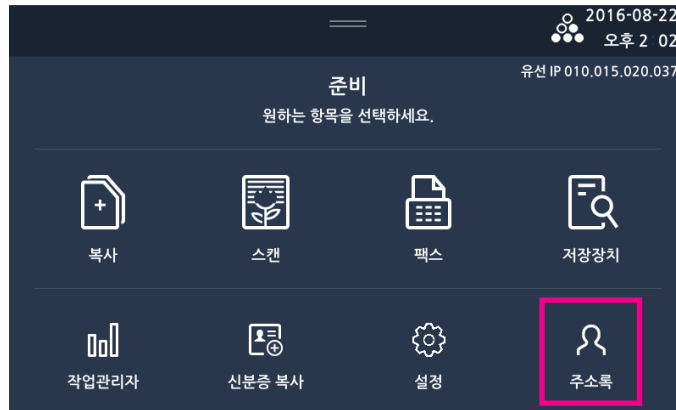 2016-08-22
오후 2 02
유선 IP 010.015.020.037
준비
원하는 항목을 선택하세요.
복사
스캔
팩스
저장장치
작업관리자
신분증 복사
설정
주소록